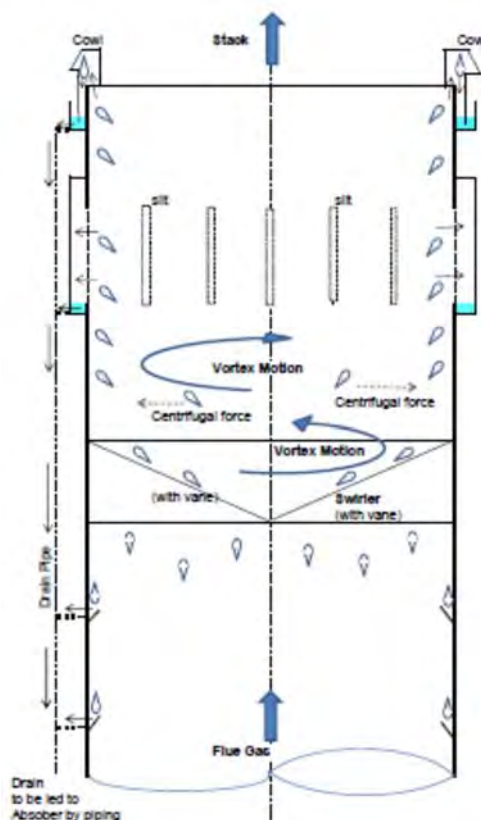 Cowl
Stack
Cowl
slit
slit
Vortex Motion
Centrifugal force
Centrifugal force
Vortex Motion
(with vane)
Swirler
(with vane)
Drain Pipe
Flue Gas
Drain
to be led to
Absober by piping